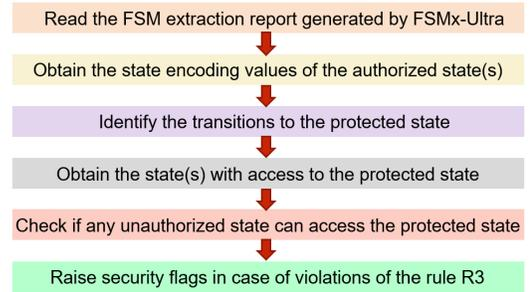 Read the FSM extraction report generated by FSMx-Ultra
Obtain the state encoding values of the authorized state(s)
Identify the transitions to the protected state
Obtain the state(s) with access to the protected state
Check if any unauthorized state can access the protected state
Raise security flags in case of violations of the rule R3